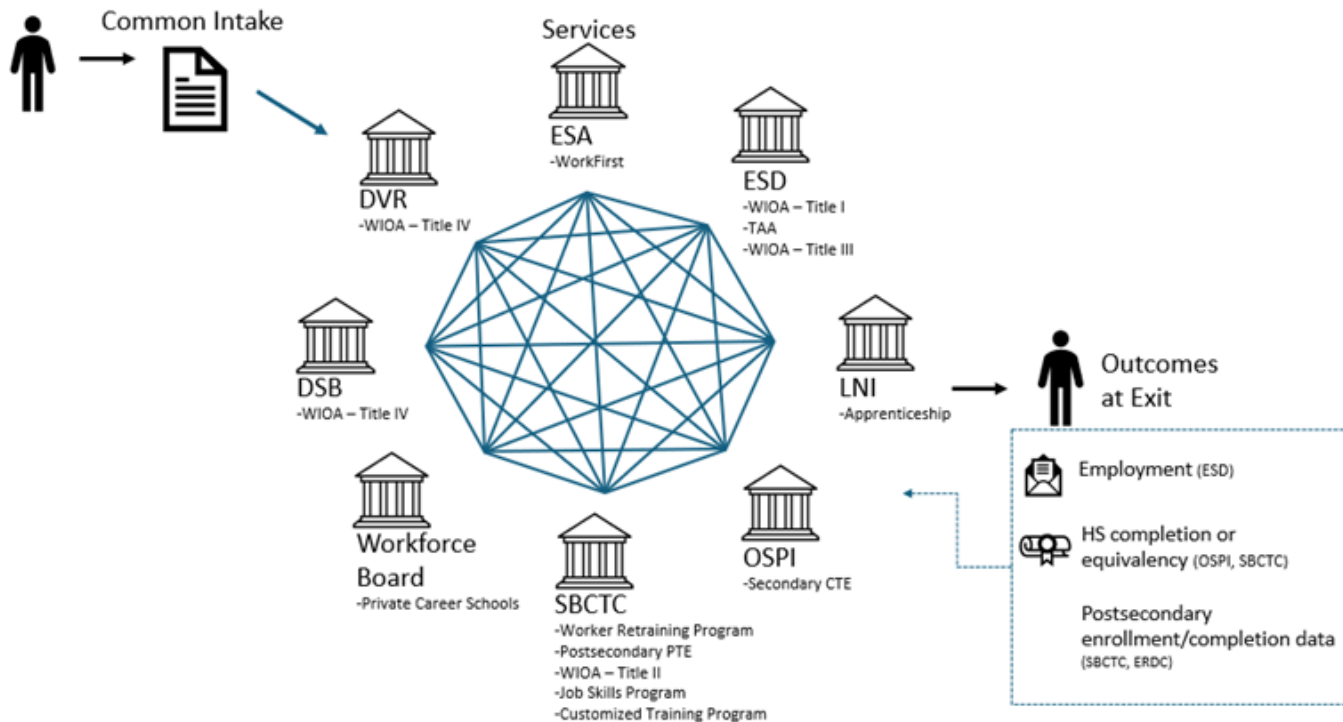 Common Intake
Services
ESA
-WorkFirst
ESD
-WIOA – Title I
-TAA
-WIOA – Title III
DVR
-WIOA – Title IV
DSB
-WIOA – Title IV
LNI
-Apprenticeship
Outcomes
at Exit
Workforce
Board
-Private Career Schools
SBCTC
-Worker Retraining Program
-Postsecondary PTE
-WIOA – Title II
-Job Skills Program
-Customized Training Program
OSPI
-Secondary CTE
Employment (ESD)
HS completion or
equivalency (OSPI, SBCTC)
Postsecondary
enrollment/completion data
(SBCTC, ERDC)